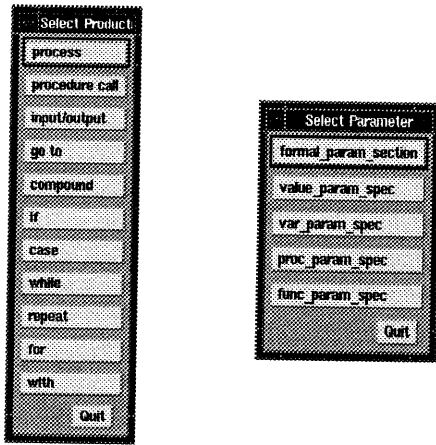 Select Product
process
procedure call
input/output
go to
compound
if
case
while
repeat
for
with
Quit
Select Parameter
formal_param_section
value_param_spec
var_param_spec
proc_param_spec
func_param_spec
Quit